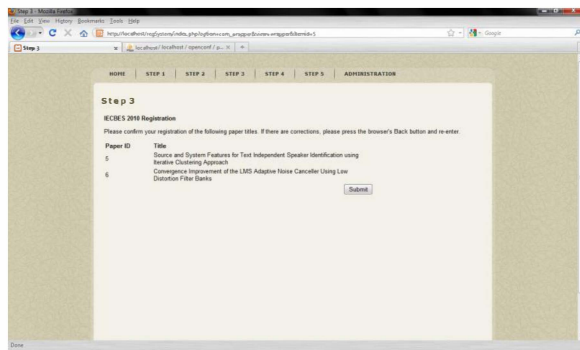 Step 3 - Mozilla Firefox
File Edit View History Bookmarks Tools Help
Google
Step 3
localhost / localhost / openconf / p...
HOME STEP 1 STEP 2 STEP 3 STEP 4 STEP 5 ADMINISTRATION
Step 3
IECBES 2010 Registration
Please confirm your registration of the following paper titles. If there are corrections, please press the browser's Back button and re-enter.
Paper ID Title
5 Source and System Features for Text Independent Speaker Identification using
Iterative Clustering Approach
6 Convergence Improvement of the LMS Adaptive Noise Canceller Using Low
Distortion Filter Banks
Submit
Done